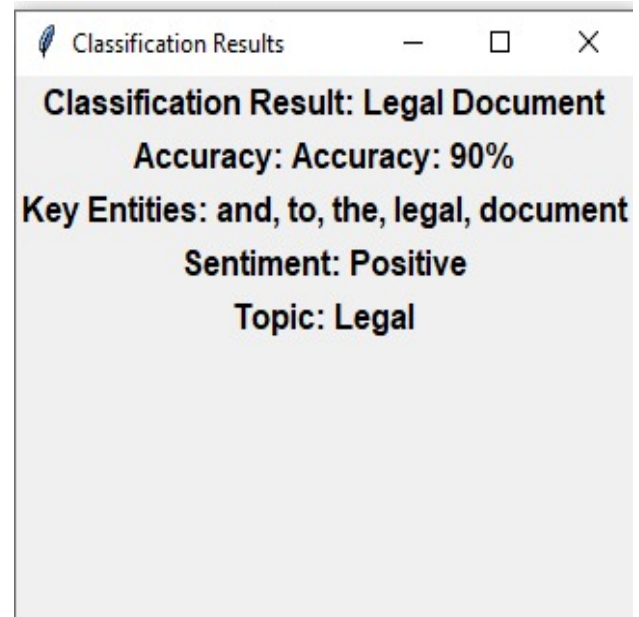 Classification Results
Classification Result: Legal Document
Accuracy: Accuracy: 90%
Key Entities: and, to, the, legal, document
Sentiment: Positive
Topic: Legal